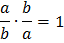 a/b · b/a = 1